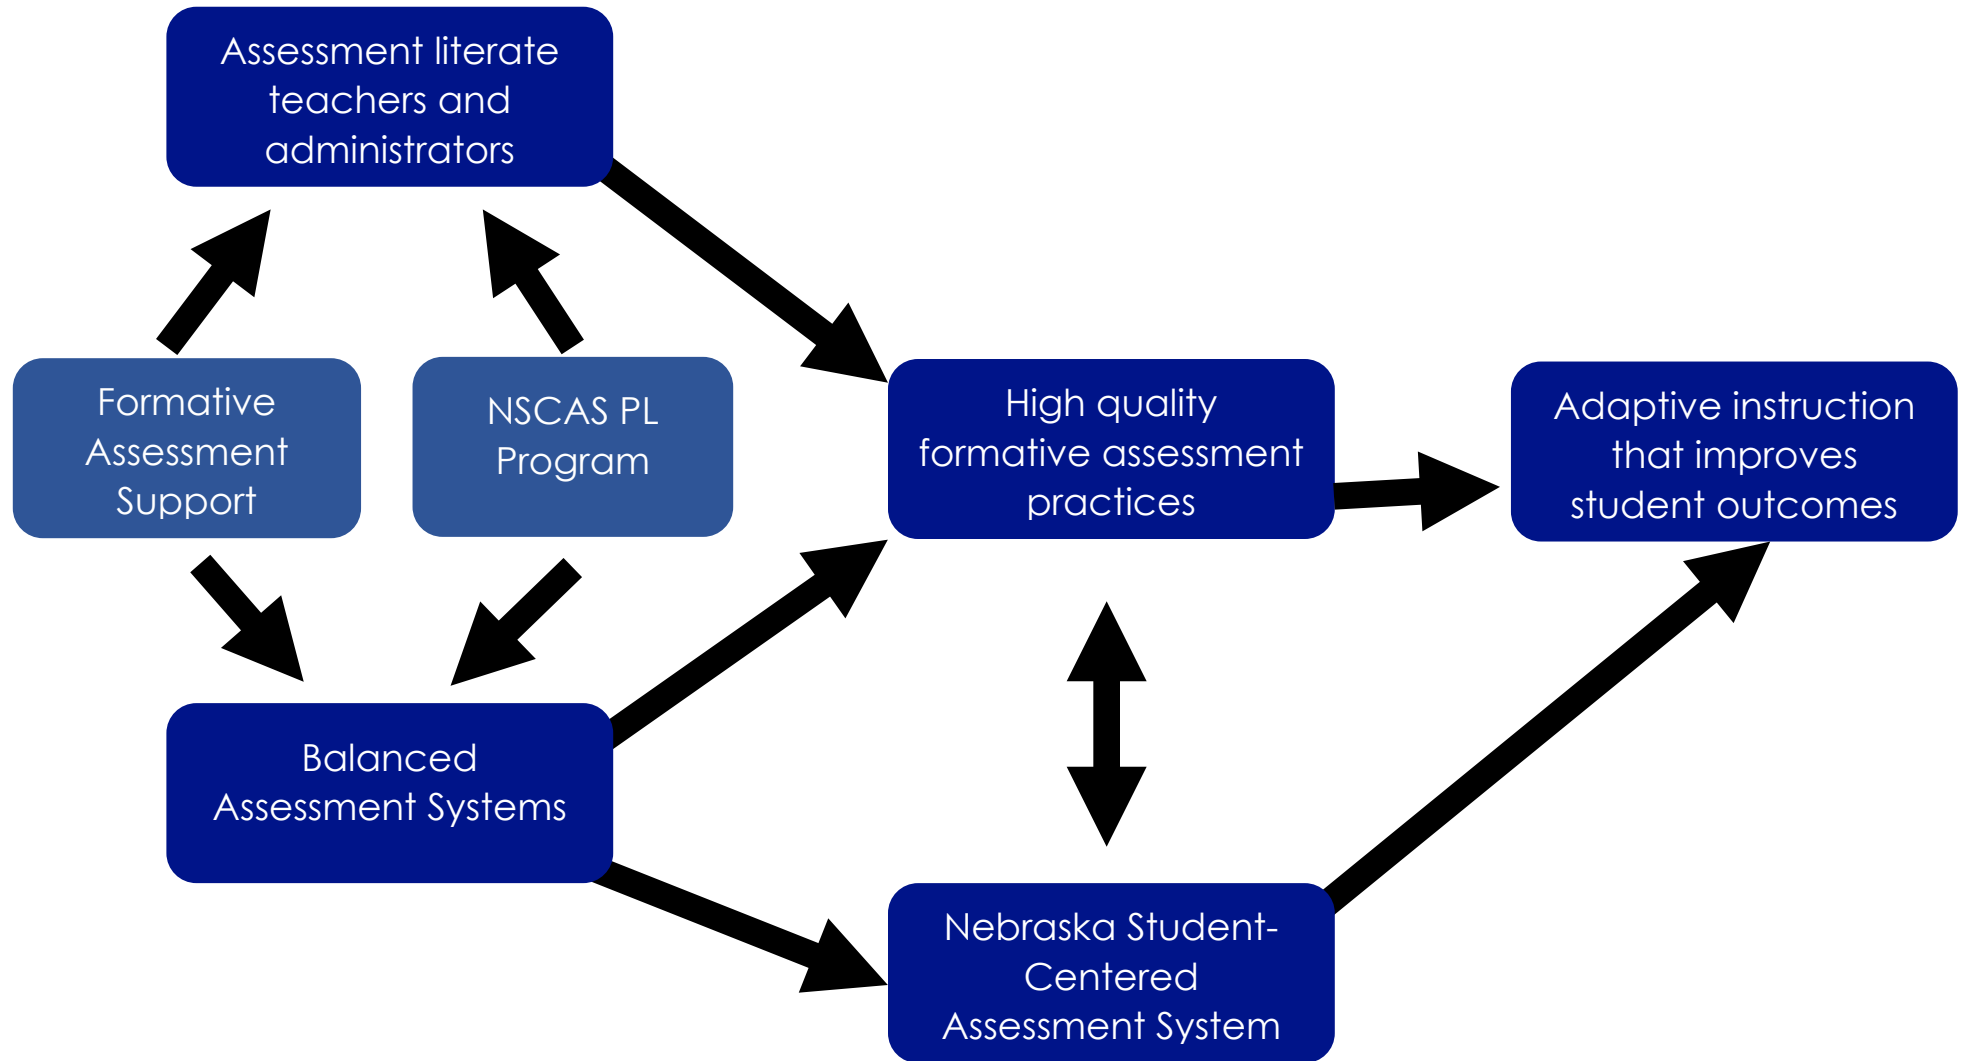 Assessment literate
teachers and
administrators
Formative
Assessment
Support
NSCAS PL
Program
High quality
formative assessment
practices
Adaptive instruction
that improves
student outcomes
Balanced
Assessment Systems
Nebraska Student-
Centered
Assessment System